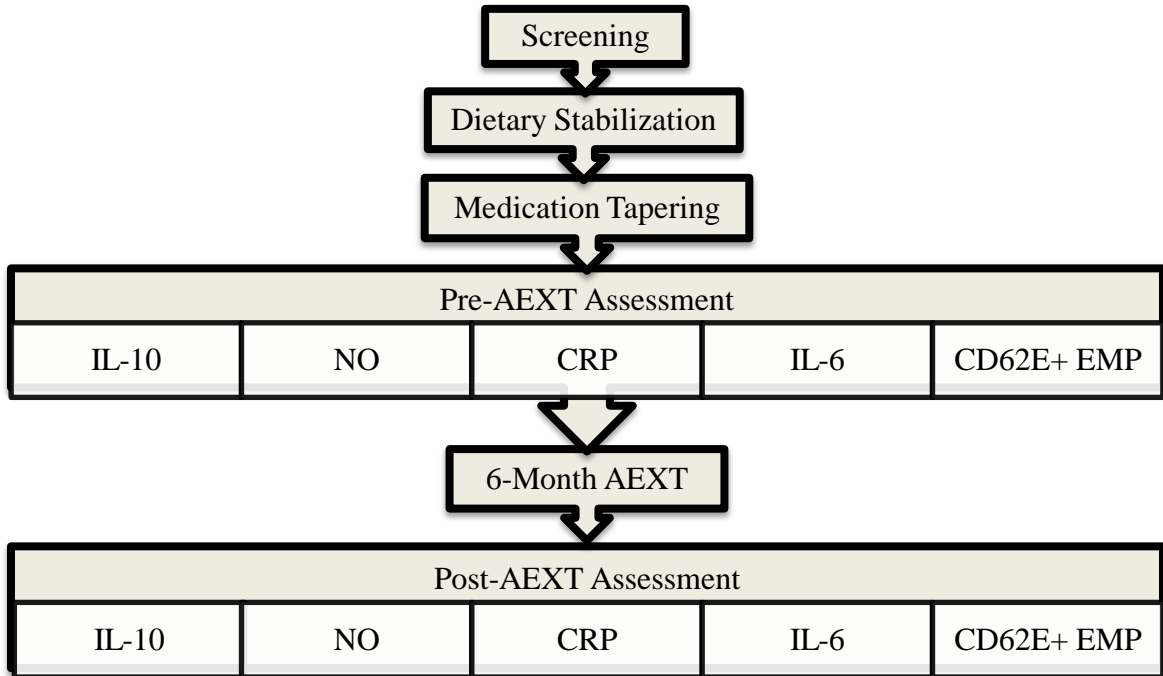 Screening
Dietary Stabilization
Medication Tapering
Pre-AEXT Assessment
IL-10 NO CRP IL-6 CD62E+ EMP
6-Month AEXT
Post-AEXT Assessment
IL-10 NO CRP IL-6 CD62E+ EMP